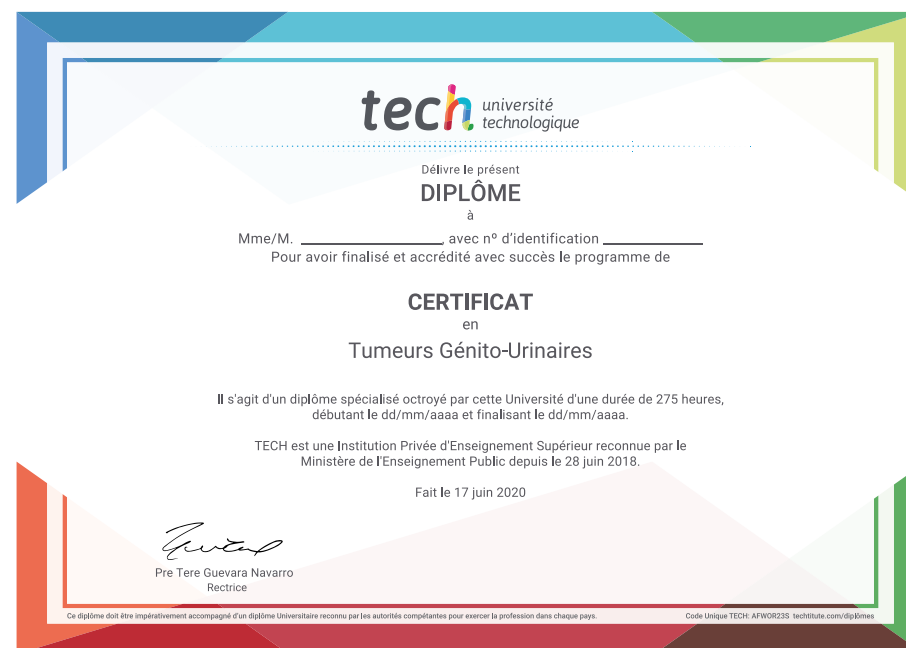 tech université
technologique
Délivre le présent
DIPLÔME
à
Mme/M. ____________________, avec nº d'identification ______________
Pour avoir finalisé et accrédité avec succès le programme de
CERTIFICAT
en
Tumeurs Génito-Urinaires
Il s'agit d'un diplôme spécialisé octroyé par cette Université d'une durée de 275 heures,
débutant le dd/mm/aaaa et finalisant le dd/mm/aaaa.
TECH est une Institution Privée d'Enseignement Supérieur reconnue par le
Ministère de l'Enseignement Public depuis le 28 juin 2018.
Fait le 17 juin 2020
Pre Tere Guevara Navarro
Rectrice
Ce diplôme doit être impérativement accompagné d'un diplôme Universitaire reconnu par les autorités compétentes pour exercer la profession dans chaque pays.
Code Unique TECH: AFWOR23S techtitute.com/diplômes